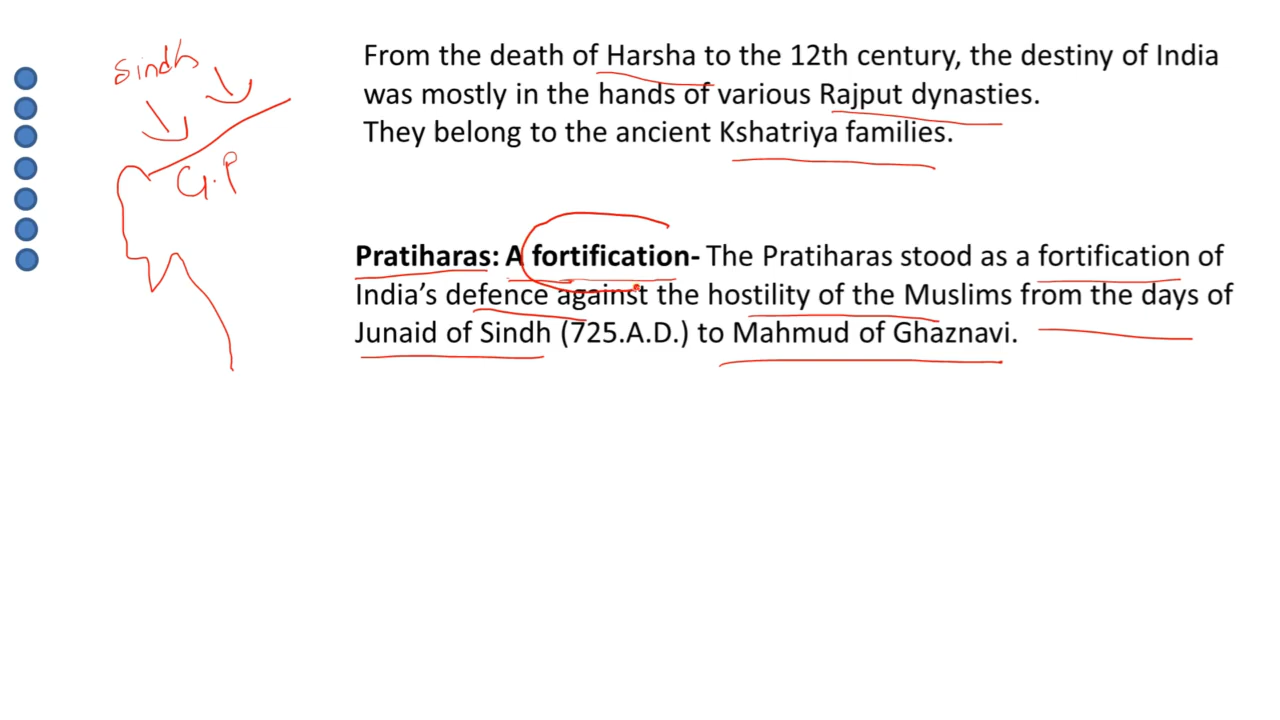 Sindh
G.P
From the death of Harsha to the 12th century, the destiny of India
was mostly in the hands of various Rajput dynasties.
They belong to the ancient Kshatriya families.
Pratiharas: A fortification- The Pratiharas stood as a fortification of
India's defence against the hostility of the Muslims from the days of
Junaid of Sindh (725.A.D.) to Mahmud of Ghaznavi.